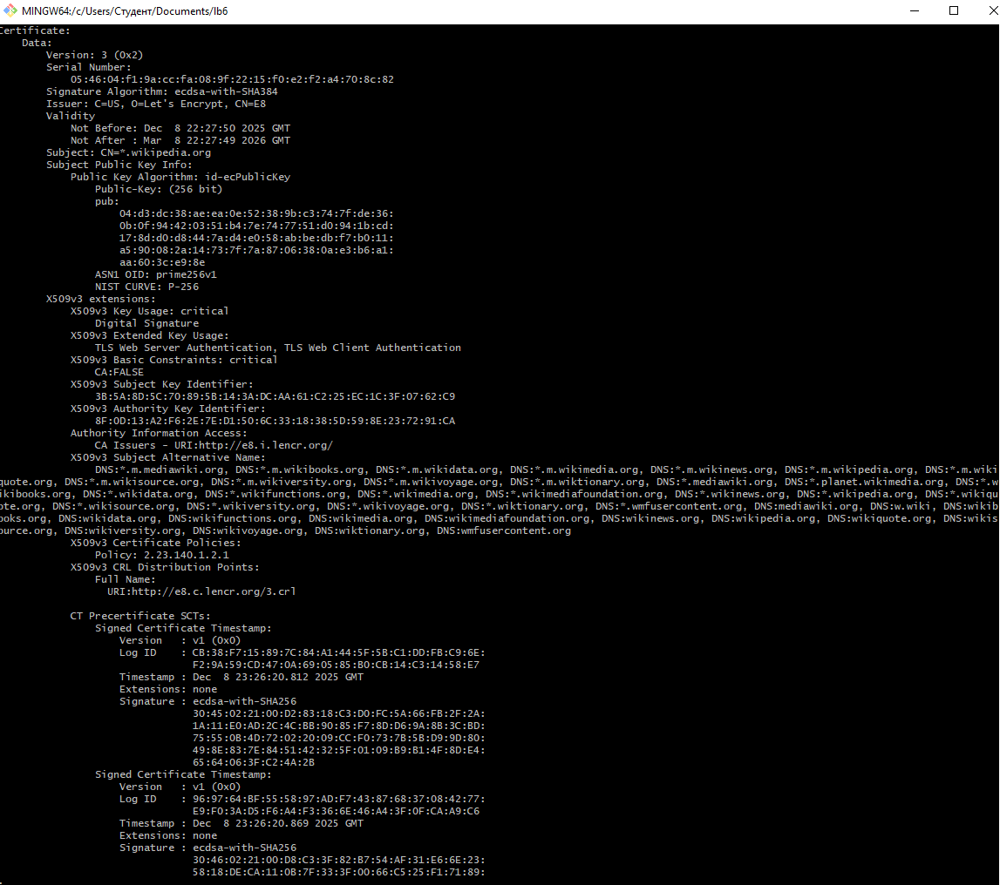 MINGW64:/c/Users/Студент/Documents/lb6
Certificate:
Data:
Version: 3 (0x2)
Serial Number:
05:46:04:f1:9a:cc:fa:08:9f:22:15:f0:e2:f2:a4:70:8c:82
Signature Algorithm: ecdsa-with-SHA384
Issuer: C=US, O=Let's Encrypt, CN=E8
Validity
Not Before: Dec  8 22:27:50 2025 GMT
Not After : Mar  8 22:27:49 2026 GMT
Subject: CN=*.wikipedia.org
Subject Public Key Info:
Public Key Algorithm: id-ecPublicKey
Public-Key: (256 bit)
pub:
04:d3:dc:38:ae:ea:0e:52:38:9b:c3:74:7f:de:36:
0b:0f:94:42:03:51:b4:7e:74:77:51:d0:94:1b:cd:
17:8d:d0:d8:44:7a:d4:e0:58:ab:be:db:f7:b0:11:
a5:90:08:2a:14:73:7f:7a:87:06:38:0a:e3:b6:a1:
aa:60:3c:e9:8e
ASN1 OID: prime256v1
NIST CURVE: P-256
X509v3 extensions:
X509v3 Key Usage: critical
Digital Signature
X509v3 Extended Key Usage:
TLS Web Server Authentication, TLS Web Client Authentication
X509v3 Basic Constraints: critical
CA:FALSE
X509v3 Subject Key Identifier:
3B:5A:8D:5C:70:89:5B:14:3A:DC:AA:61:C2:25:EC:1C:3F:07:62:C9
X509v3 Authority Key Identifier:
8F:0D:13:A2:F6:2E:7E:D1:50:6C:33:18:38:5D:59:8E:23:72:91:CA
Authority Information Access:
CA Issuers - URI:http://e8.i.lencr.org/
X509v3 Subject Alternative Name:
DNS:*.m.mediawiki.org, DNS:*.m.wikibooks.org, DNS:*.m.wikidata.org, DNS:*.m.wikimedia.org, DNS:*.m.wikinews.org, DNS:*.m.wikipedia.org, DNS:*.m.wiki
quote.org, DNS:*.m.wikisource.org, DNS:*.m.wikiversity.org, DNS:*.m.wikivoyage.org, DNS:*.m.wiktionary.org, DNS:*.mediawiki.org, DNS:*.planet.wikimedia.org, DNS:*.w
ikibooks.org, DNS:*.wikidata.org, DNS:*.wikifunctions.org, DNS:*.wikimedia.org, DNS:*.wikimediafoundation.org, DNS:*.wikinews.org, DNS:*.wikipedia.org, DNS:*.wikiqu
ote.org, DNS:*.wikisource.org, DNS:*.wikiversity.org, DNS:*.wikivoyage.org, DNS:*.wiktionary.org, DNS:*.wmfusercontent.org, DNS:mediawiki.org, DNS:w.wiki, DNS:wikib
ooks.org, DNS:wikidata.org, DNS:wikifunctions.org, DNS:wikimedia.org, DNS:wikimediafoundation.org, DNS:wikinews.org, DNS:wikipedia.org, DNS:wikiquote.org, DNS:wikis
ource.org, DNS:wikiversity.org, DNS:wikivoyage.org, DNS:wiktionary.org, DNS:wmfusercontent.org
X509v3 Certificate Policies:
Policy: 2.23.140.1.2.1
X509v3 CRL Distribution Points:
Full Name:
URI:http://e8.c.lencr.org/3.crl
CT Precertificate SCTs:
Signed Certificate Timestamp:
Version   : v1 (0x0)
Log ID    : CB:38:F7:15:89:7C:84:A1:44:5F:5B:C1:DD:FB:C9:6E:
F2:9A:59:CD:47:0A:69:05:85:B0:CB:14:C3:14:58:E7
Timestamp : Dec  8 23:26:20.812 2025 GMT
Extensions: none
Signature : ecdsa-with-SHA256
30:45:02:21:00:D2:83:18:C3:D0:FC:5A:66:FB:2F:2A:
1A:11:E0:AD:2C:4C:BB:90:85:F7:8D:D6:9A:8B:3C:BD:
75:55:0B:4D:72:02:20:09:CC:F0:73:7B:5B:D9:9D:80:
49:8E:83:7E:84:51:42:32:5F:01:09:B9:B1:4F:8D:E4:
65:64:06:3F:C2:4A:2B
Signed Certificate Timestamp:
Version   : v1 (0x0)
Log ID    : 96:97:64:BF:55:58:97:AD:F7:43:87:68:37:08:42:77:
E9:F0:3A:D5:F6:A4:F3:36:6E:46:A4:3F:0F:CA:A9:C6
Timestamp : Dec  8 23:26:20.869 2025 GMT
Extensions: none
Signature : ecdsa-with-SHA256
30:46:02:21:00:D8:C3:3F:82:B7:54:AF:31:E6:6E:23:
58:18:DE:CA:11:0B:7F:33:3F:00:66:C5:25:F1:71:89: